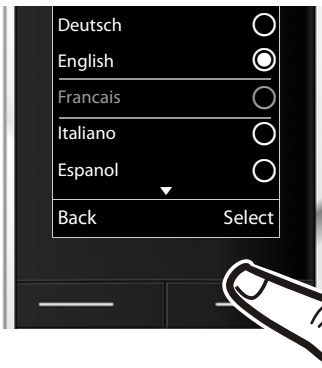 Deutsch
English
Francais
Italiano
Espanol
Back Select